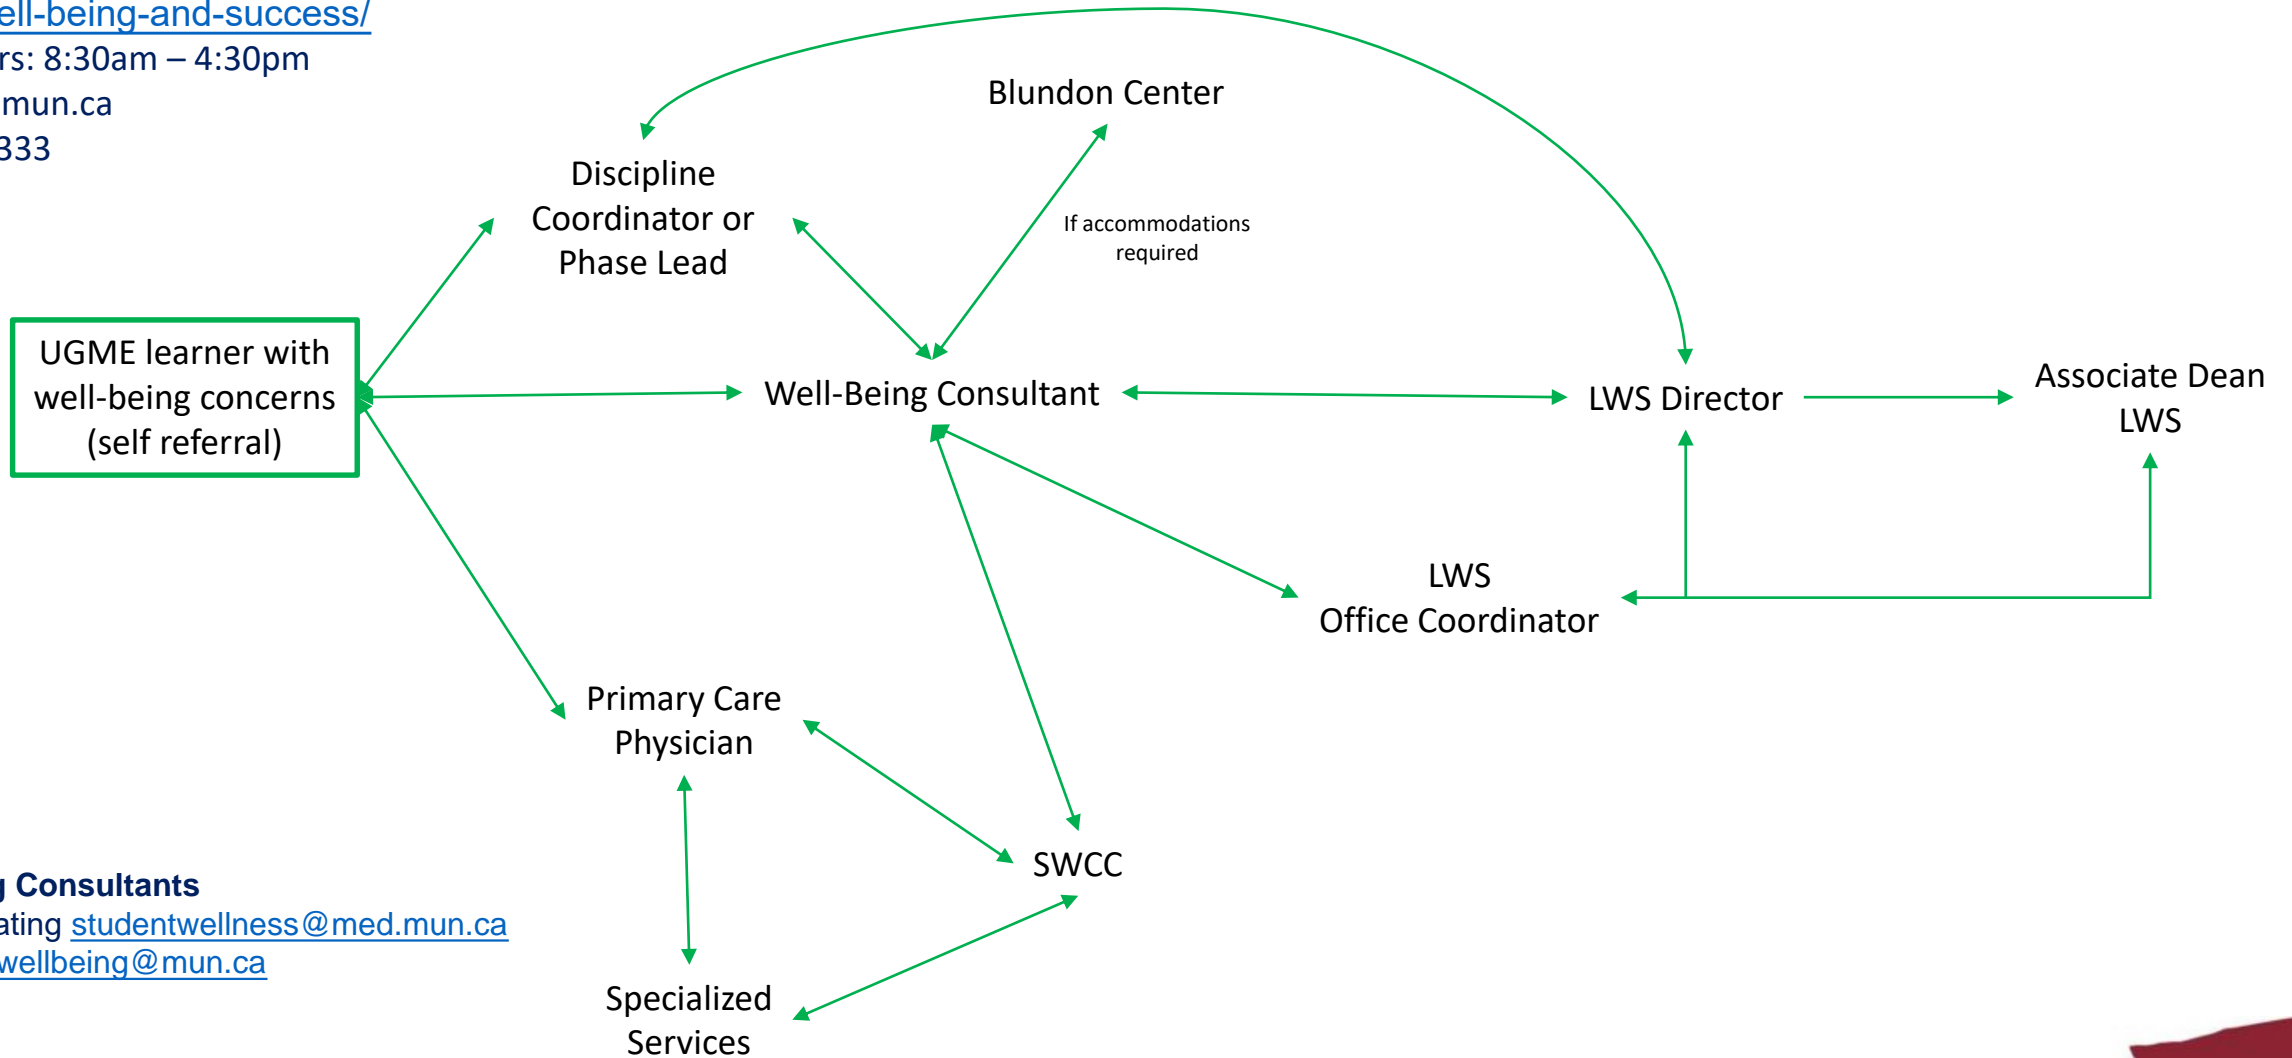 ell-being-and-success/
rs: 8:30am – 4:30pm
mun.ca
333
Blundon Center
Discipline
Coordinator or
Phase Lead
If accommodations
required
UGME learner with
well-being concerns
(self referral)
Well-Being Consultant
LWS Director
Associate Dean
LWS
LWS
Office Coordinator
Primary Care
Physician
SWCC
g Consultants
ating studentwellness@med.mun.ca
wellbeing@mun.ca
Specialized
Services